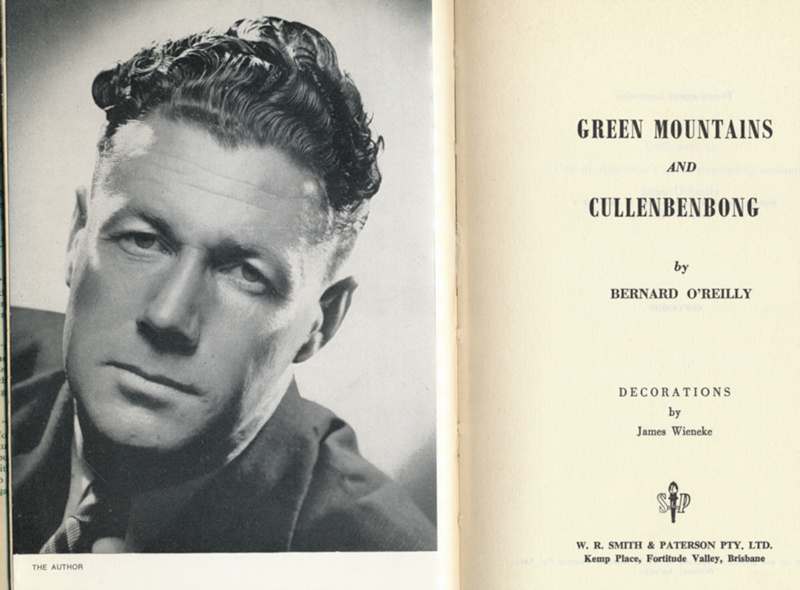 THE AUTHOR
GREEN MOUNTAINS
AND
CULLENBENBONG
by
BERNARD O'REILLY
DECORATIONS
by
James Wieneke
S&P
W. R. SMITH & PATERSON PTY. LTD.
Kemp Place, Fortitude Valley, Brisbane